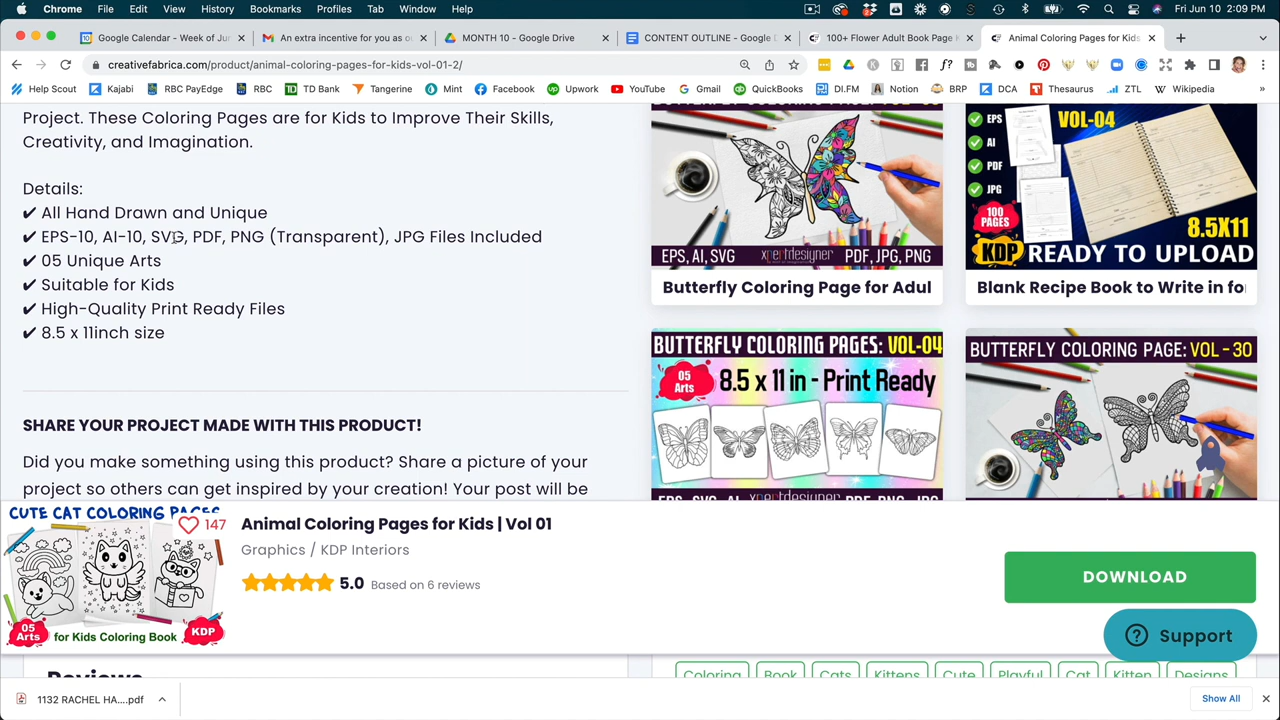 Chrome File Edit View History Bookmarks Profiles Tab Window Help Fri Jun 10 2:09 PM
Google Calendar - Week of Jun
An extra incentive for you as ou
MONTH 10 - Google Drive
CONTENT OUTLINE - Google D
100+ Flower Adult Book Page K
Animal Coloring Pages for Kids
creativefabrica.com/product/animal-coloring-pages-for-kids-vol-01-2/
Help Scout Kajabi RBC PayEdge RBC TD Bank Tangerine Mint Facebook Upwork YouTube Gmail QuickBooks DI.FM Notion BRP DCA Thesaurus ZTL Wikipedia »
Project. These Coloring Pages are for Kids to Improve Their Skills,
Creativity, and Imagination.
Details:
✔ All Hand Drawn and Unique
✔ EPS-10, AI-10, SVG, PDF, PNG (Transparent), JPG Files Included
✔ 05 Unique Arts
✔ Suitable for Kids
✔ High-Quality Print Ready Files
✔ 8.5 x 11inch size
SHARE YOUR PROJECT MADE WITH THIS PRODUCT!
Did you make something using this product? Share a picture of your
project so others can get inspired by your creation! Your post will be
EPS, AI, SVG
xpertdesigner
PDF, JPG, PNG
Butterfly Coloring Page for Adul
EPS
AI
PDF
JPG
VOL-04
100
PAGES
8.5X11
KDP READY TO UPLOAD
Blank Recipe Book to Write in fo
BUTTERFLY COLORING PAGES: VOL-04
05
Arts
8.5 x 11 in - Print Ready
BUTTERFLY COLORING PAGE: VOL - 30
CUTE CAT COLORING PAGES
05
Arts
for Kids Coloring Book
KDP
147
Animal Coloring Pages for Kids | Vol 01
Graphics / KDP Interiors
5.0 Based on 6 reviews
DOWNLOAD
Support
Reviews
Coloring Book Cats Kittens Cute Playful Cat Kitten Designs
1132 RACHEL HA....pdf
Show All